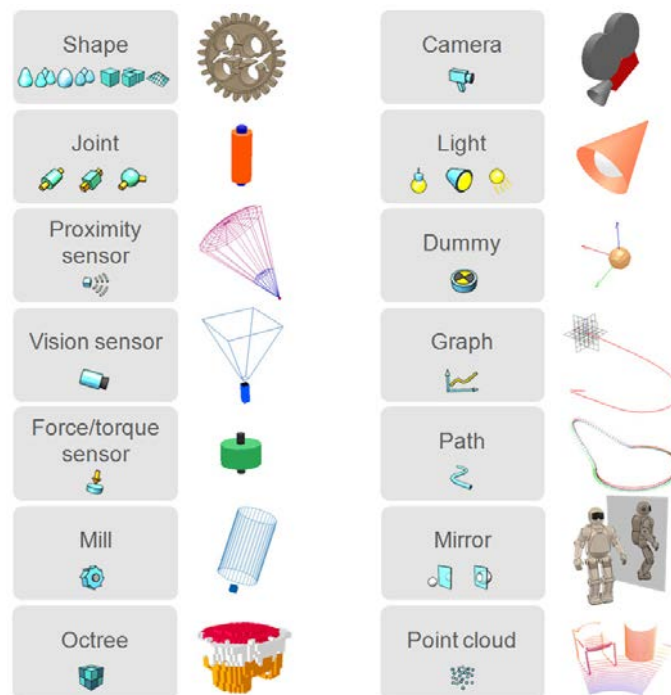 Shape
Camera
Joint
Light
Proximity
sensor
Dummy
Vision sensor
Graph
Force/torque
sensor
Path
Mill
Mirror
Octree
Point cloud